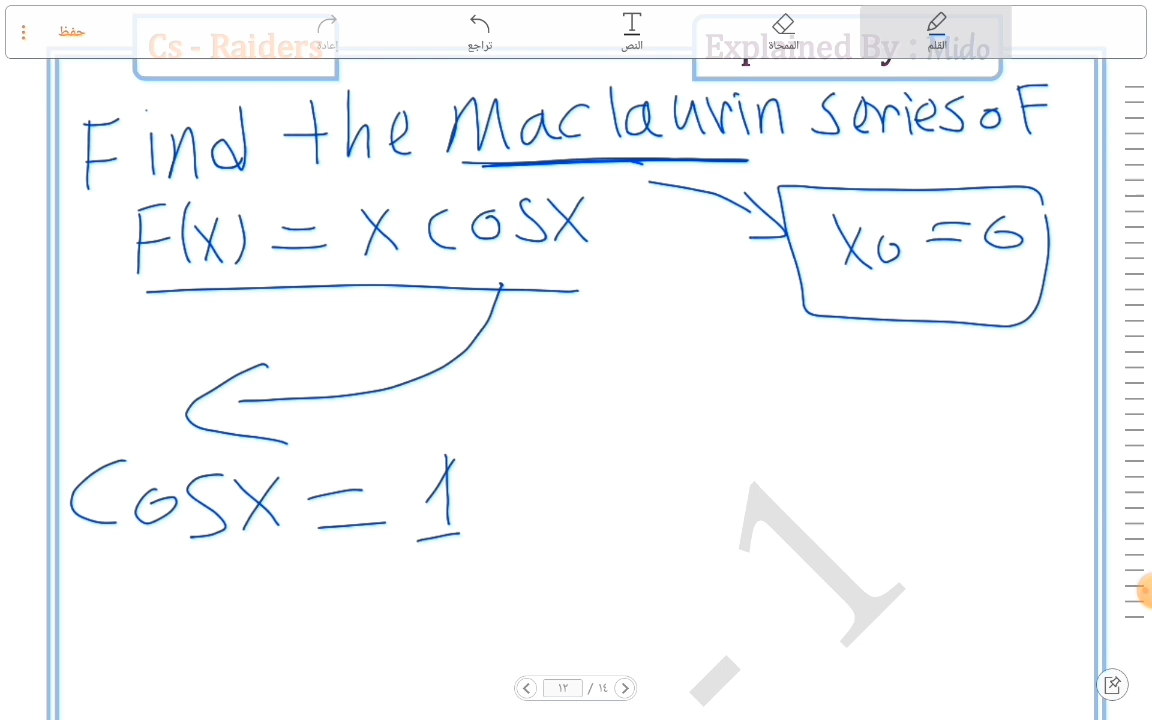 حفظ إعادة تراجع النص الممحاة القلم
Cs - Raiders Explained By : Mido
Find the Maclaurin series of
F(x) = x cosx
x0 = 0
cosx = 1
- 1
١٢ / ١٤